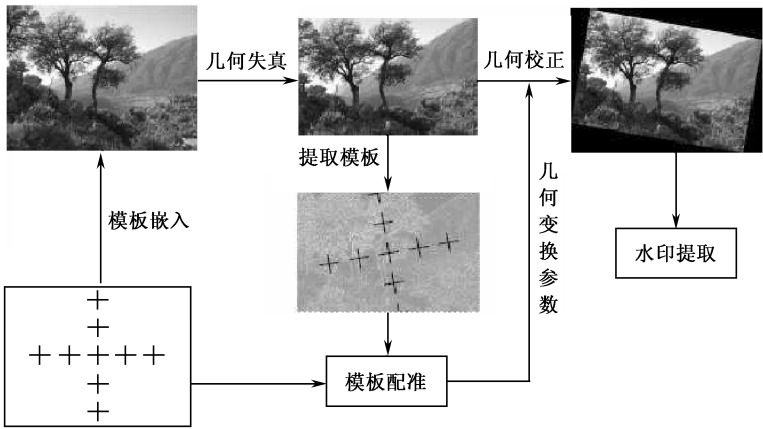 几何失真
几何校正
提取模板
模板嵌入
几何变换参数
水印提取
模板配准